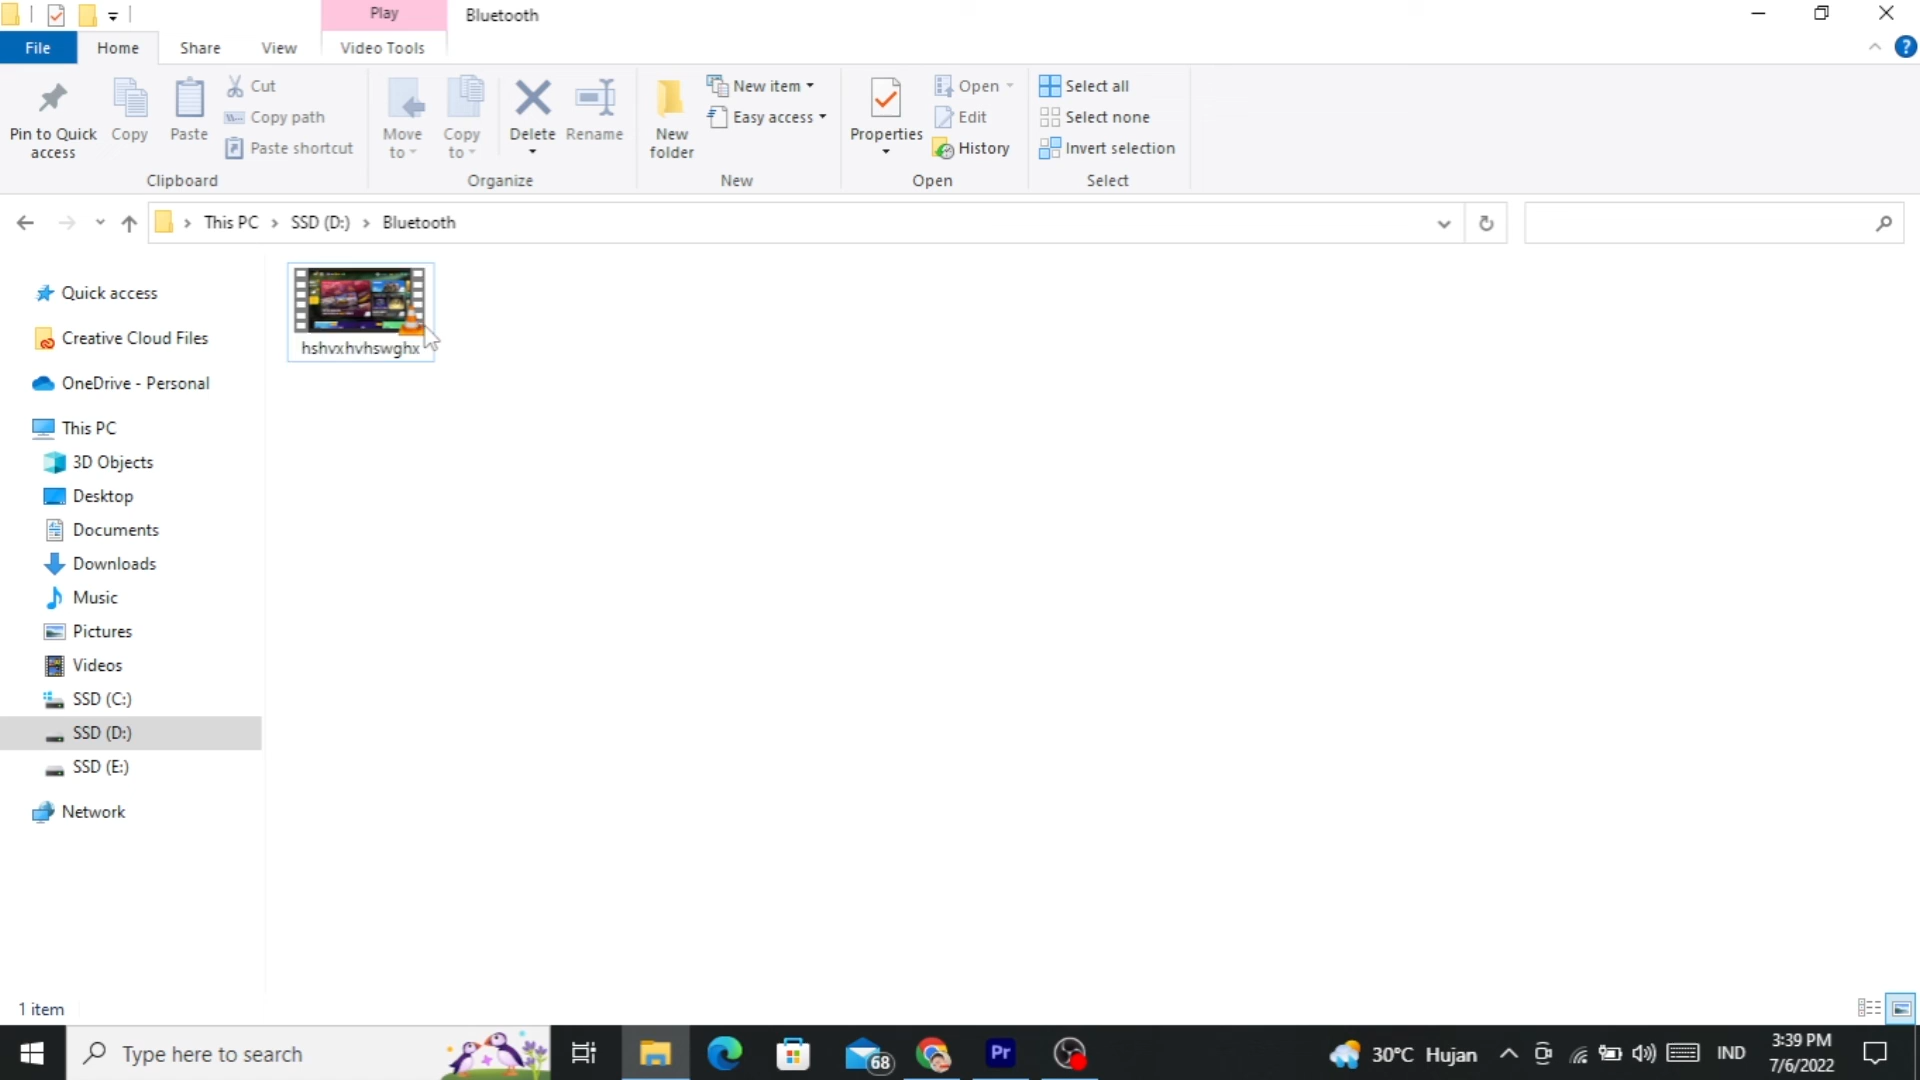 Play Bluetooth
File Home Share View Video Tools
Pin to Quick access
Copy
Paste
Cut
Copy path
Paste shortcut
Clipboard
Move to
Copy to
Delete
Rename
Organize
New folder
New item
Easy access
New
Properties
Open
Edit
History
Open
Select all
Select none
Invert selection
Select
This PC > SSD (D:) > Bluetooth
hshvxhvhswghx
Quick access
Creative Cloud Files
OneDrive - Personal
This PC
3D Objects
Desktop
Documents
Downloads
Music
Pictures
Videos
SSD (C:)
SSD (D:)
SSD (E:)
Network
1 item
Type here to search
68
Pr
30°C Hujan
IND
3:39 PM
7/6/2022